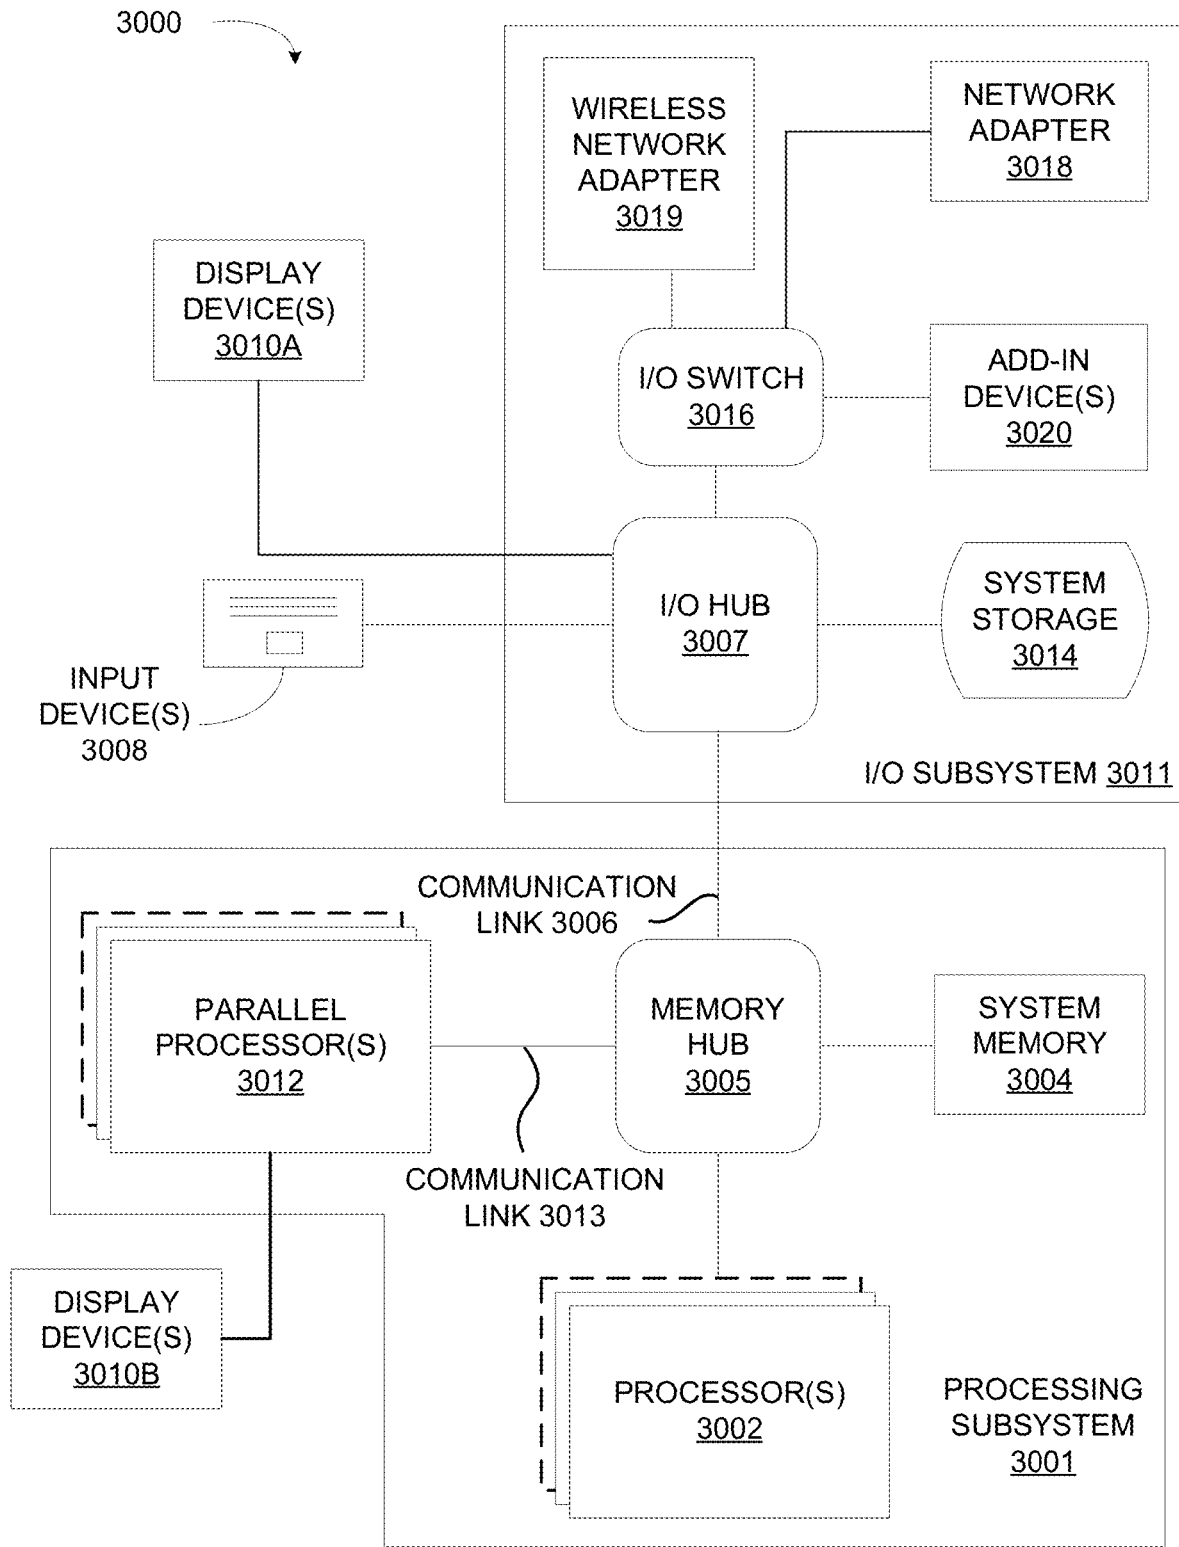 3000
WIRELESS
NETWORK
ADAPTER
3019
NETWORK
ADAPTER
3018
DISPLAY
DEVICE(S)
3010A
I/O SWITCH
3016
ADD-IN
DEVICE(S)
3020
I/O HUB
3007
SYSTEM
STORAGE
3014
INPUT
DEVICE(S)
3008
I/O SUBSYSTEM 3011
COMMUNICATION
LINK 3006
PARALLEL
PROCESSOR(S)
3012
MEMORY
HUB
3005
SYSTEM
MEMORY
3004
COMMUNICATION
LINK 3013
DISPLAY
DEVICE(S)
3010B
PROCESSOR(S)
3002
PROCESSING
SUBSYSTEM
3001